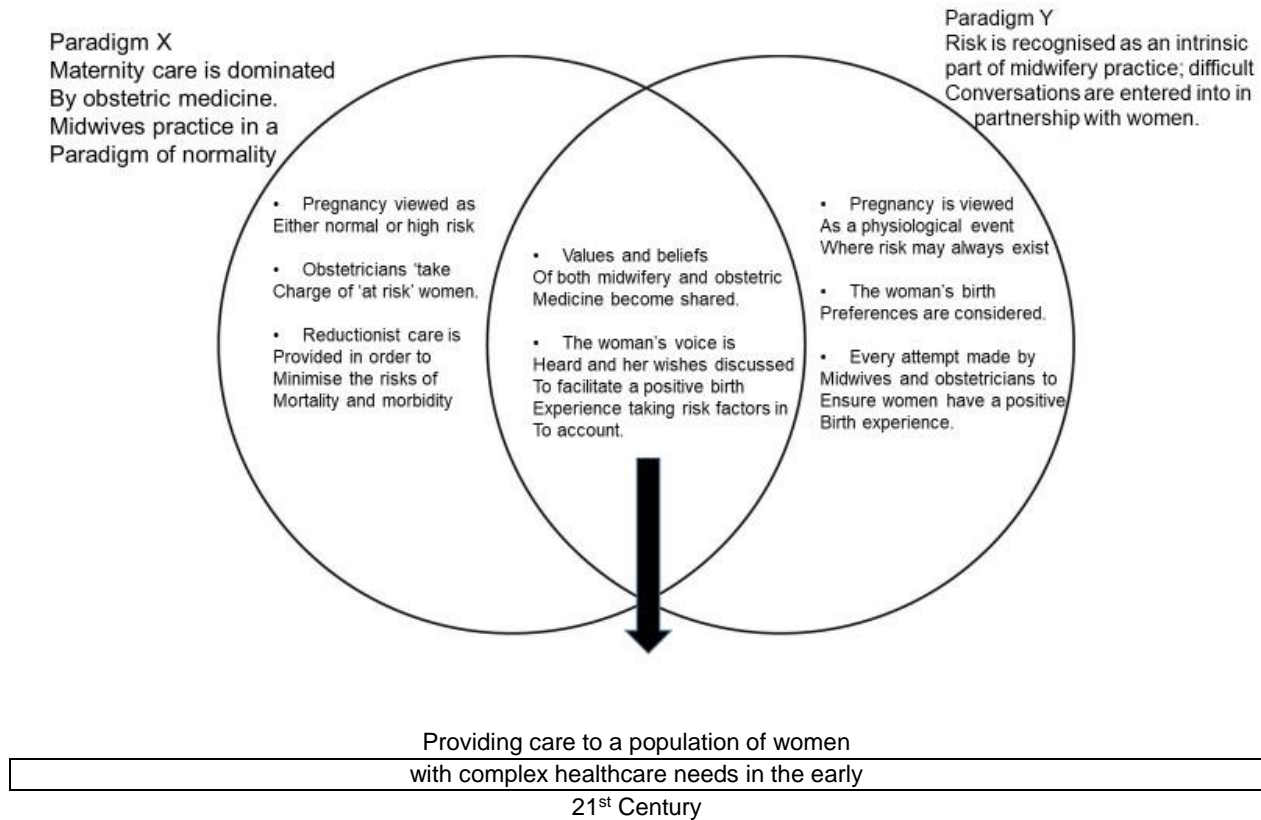 Paradigm X
Maternity care is dominated
By obstetric medicine.
Midwives practice in a
Paradigm of normality
Paradigm Y
Risk is recognised as an intrinsic
part of midwifery practice; difficult
Conversations are entered into in
partnership with women.
• Pregnancy viewed as
Either normal or high risk
• Obstetricians ‘take
Charge of ‘at risk’ women.
• Reductionist care is
Provided in order to
Minimise the risks of
Mortality and morbidity
• Values and beliefs
Of both midwifery and obstetric
Medicine become shared.
• The woman’s voice is
Heard and her wishes discussed
To facilitate a positive birth
Experience taking risk factors in
To account.
• Pregnancy is viewed
As a physiological event
Where risk may always exist
• The woman’s birth
Preferences are considered.
• Every attempt made by
Midwives and obstetricians to
Ensure women have a positive
Birth experience.
Providing care to a population of women
with complex healthcare needs in the early
21st Century